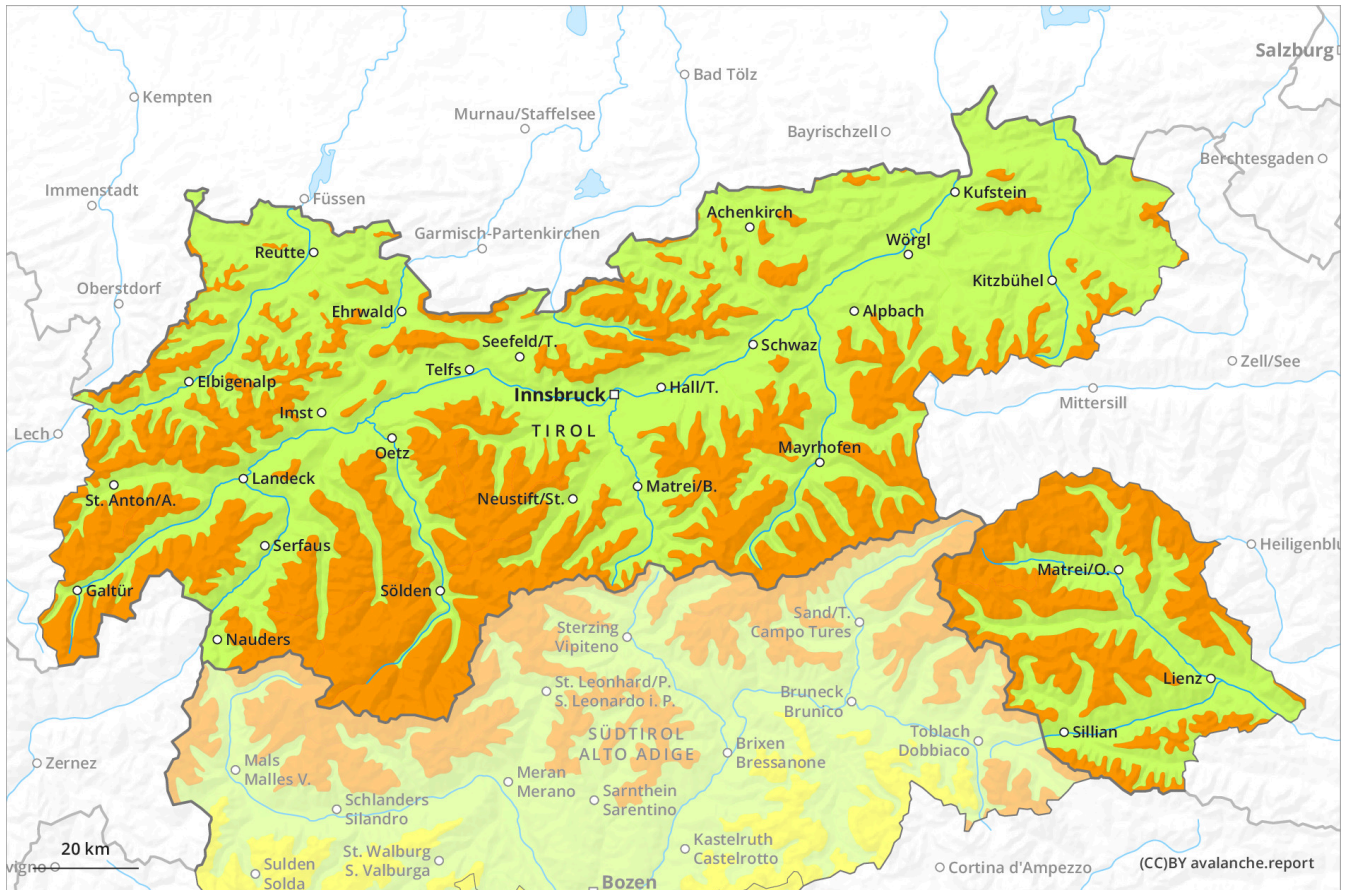 Salzburg
Bad Tölz
Kempten
Murnau/Staffelsee
Bayrischzell
Berchtesgaden
Immenstadt
Füssen
Kufstein
Achenkirch
Garmisch-Partenkirchen
Wörgl
Reutte
Kitzbühel
Oberstdorf
Ehrwald
Alpbach
Seefeld/T.
Schwaz
Zell/See
Telfs
Elbigenalp
Hall/T.
Innsbruck
Mittersill
Imst
TIROL
Lech
Mayrhofen
Oetz
Landeck
Matrei/B.
St. Anton/A.
Neustift/St.
Serfaus
Heiligenblu
Matrei/O.
Galtür
Sölden
Sand/T.
Campo Tures
Sterzing
Vipiteno
Nauders
Lienz
St. Leonhard/P.
S. Leonardo i. P.
Bruneck
Brunico
SÜDTIROL
ALTO ADIGE
Toblach
Dobbiaco
Sillian
Brixen
Bressanone
Zernez
Mals
Malles V.
Meran
Merano
Sarnthein
Sarentino
Schlanders
Silandro
Kastelruth
Castelrotto
20 km
St. Walburg
S. Valburga
vigno
Sulden
Solda
Cortina d'Ampezzo
(CC)BY avalanche.report
Bozen